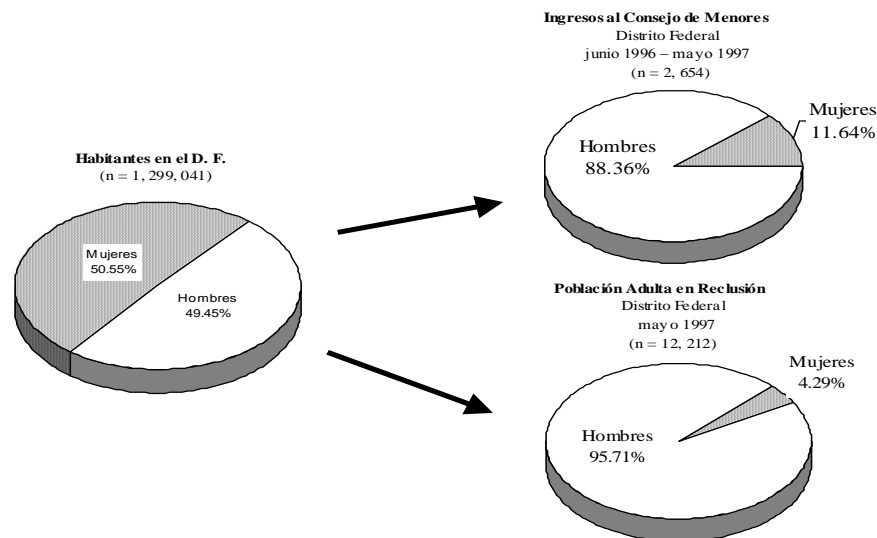 Habitantes en el D. F.
(n = 1, 299, 041)
Mujeres
50.55%
Hombres
49.45%
Ingresos al Consejo de Menores
Distrito Federal
junio 1996 – mayo 1997
(n = 2, 654)
Hombres
88.36%
Mujeres
11.64%
Población Adulta en Reclusión
Distrito Federal
mayo 1997
(n = 12, 212)
Hombres
95.71%
Mujeres
4.29%